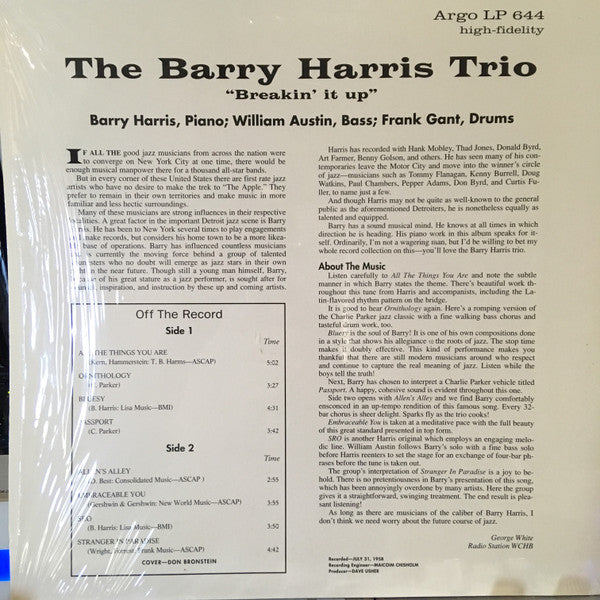 Argo LP 644
high-fidelity
The Barry Harris Trio
“Breakin’ it up”
Barry Harris, Piano; William Austin, Bass; Frank Gant, Drums
IF ALL THE good jazz musicians from across the nation were
to converge on New York City at one time, there would be
enough musical manpower there for a thousand all-star bands.
But in every corner of these United States there are first rate jazz
artists who have no desire to make the trek to “The Apple.” They
prefer to remain in their own territories and make music in more
familiar and less hectic surroundings.
Many of these musicians are strong influences in their respective
localities. A great factor in the important Detroit jazz scene is Barry
Harris. He has been to New York several times to play engagements
and make records, but considers his home town to be a more likea-
ble base of operations. Barry has influenced countless musicians
and is currently the moving force behind a group of talented
youngsters who no doubt will emerge as jazz stars in their own
right in the near future. Though still a young man himself, Barry,
because of his great stature as a jazz performer, is sought after for
counsel, inspiration, and instruction by these up and coming artists.
Off The Record
Side 1
Time
ALL THE THINGS YOU ARE
(Kern, Hammerstein: T. B. Harms—ASCAP) 5:02
ORNITHOLOGY
(C. Parker) 3:27
BLUESY
(B. Harris: Lisa Music—BMI) 4:31
PASSPORT
(C. Parker) 3:42
Side 2
Time
ALLEN'S ALLEY
(D. Best: Consolidated Music—ASCAP) 2:55
EMBRACEABLE YOU
(Gershwin & Gershwin: New World Music—ASCAP) 5:55
SRO
(B. Harris: Lisa Music—BMI) 3:50
STRANGER IN PARADISE
(Wright, Forrest: Frank Music—ASCAP) 4:42
COVER—DON BRONSTEIN
Harris has recorded with Hank Mobley, Thad Jones, Donald Byrd,
Art Farmer, Benny Golson, and others. He has seen many of his con-
temporaries leave the Motor City and move into the winner's circle
of jazz—musicians such as Tommy Flanagan, Kenny Burrell, Doug
Watkins, Paul Chambers, Pepper Adams, Don Byrd, and Curtis Fu-
ller, to name just a few.
And though Harris may not be quite as well-known to the general
public as the aforementioned Detroiters, he is nonetheless equally as
talented and equipped.
Barry has a sound musical mind. He knows at all times in which
direction he is heading. His piano work in this album speaks for it-
self. Ordinarily, I'm not a wagering man, but I'd be willing to bet my
whole record collection on this—you'll love the Barry Harris trio.
About The Music
Listen carefully to All The Things You Are and note the subtle
manner in which Barry states the theme. There's beautiful work th-
roughout this tune from Harris and accompanists, including the La-
tin-flavored rhythm pattern on the bridge.
It is good to hear Ornithology again. Here's a romping version of
the Charlie Parker jazz classic with a fine walking bass chorus and
tasteful drum work, too.
Bluesy is the soul of Barry! It is one of his own compositions done
in a style that shows his allegiance to the roots of jazz. The stop time
makes it doubly effective. This kind of performance makes you
thankful that there are still modern musicians around who respect
and continue to capture the real meaning of jazz. Listen while the
boys tell the truth!
Next, Barry has chosen to interpret a Charlie Parker vehicle titled
Passport. A happy, cohesive sound is evident throughout this one.
Side two opens with Allen's Alley and we find Barry comfortably
ensconced in an up-tempo rendition of this famous song. Every 32-
bar chorus is sheer delight. Sparks fly as the trio cooks!
Embraceable You is taken at a meditative pace with the full beauty
of this great standard presented in top form.
SRO is another Harris original which employs an engaging melo-
dic line. William Austin follows Barry's solo with a fine bass solo
before Harris reenters to set the stage for an exchange of four-bar ph-
rases before the tune is taken out.
The group's interpretation of Stranger In Paradise is a joy to be-
hold. There is no pretentiousness in Barry's presentation of this song,
which has been annoyingly overdone by many artists. Here the group
gives it a straightforward, swinging treatment. The end result is pleas-
ant listening!
As long as there are musicians of the caliber of Barry Harris, I
don't think we need worry about the future course of jazz.
George White
Radio Station WCHB
Recorded—JULY 31, 1958
Recording Engineer—MALCOLM CHISHOLM
Producer—DAVE USHER